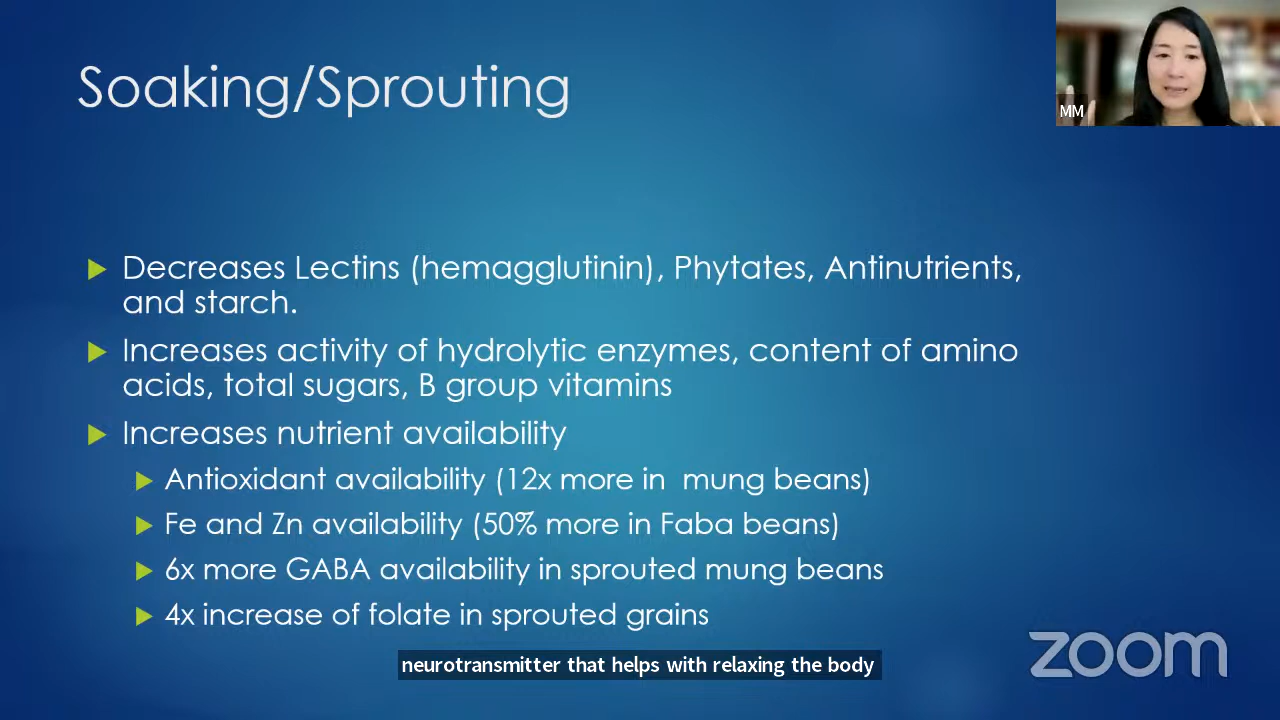 Soaking/Sprouting
MM
Decreases Lectins (hemagglutinin), Phytates, Antinutrients,
and starch.
Increases activity of hydrolytic enzymes, content of amino
acids, total sugars, B group vitamins
Increases nutrient availability
Antioxidant availability (12x more in  mung beans)
Fe and Zn availability (50% more in Faba beans)
6x more GABA availability in sprouted mung beans
4x increase of folate in sprouted grains
neurotransmitter that helps with relaxing the body
zoom